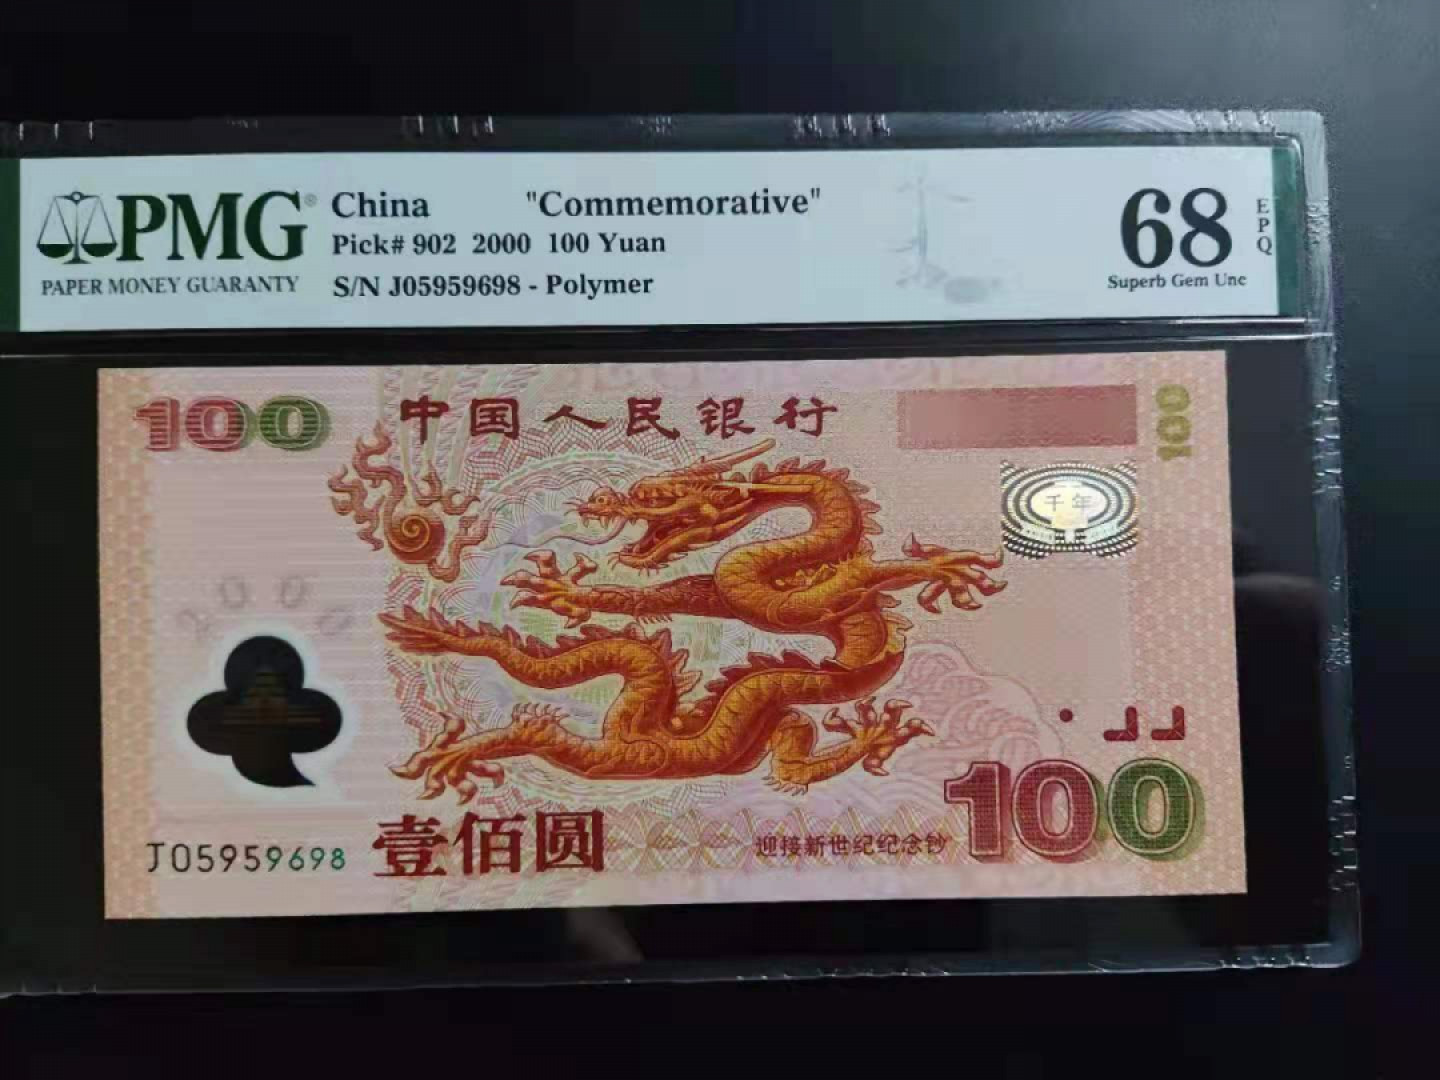 PMG® China "Commemorative" 68 EPQ
Pick# 902 2000 100 Yuan
PAPER MONEY GUARANTY S/N J05959698 - Polymer Superb Gem Unc
100 中国人民银行 100
千年
2000
J05959698 壹佰圆 迎接新世纪纪念钞 100